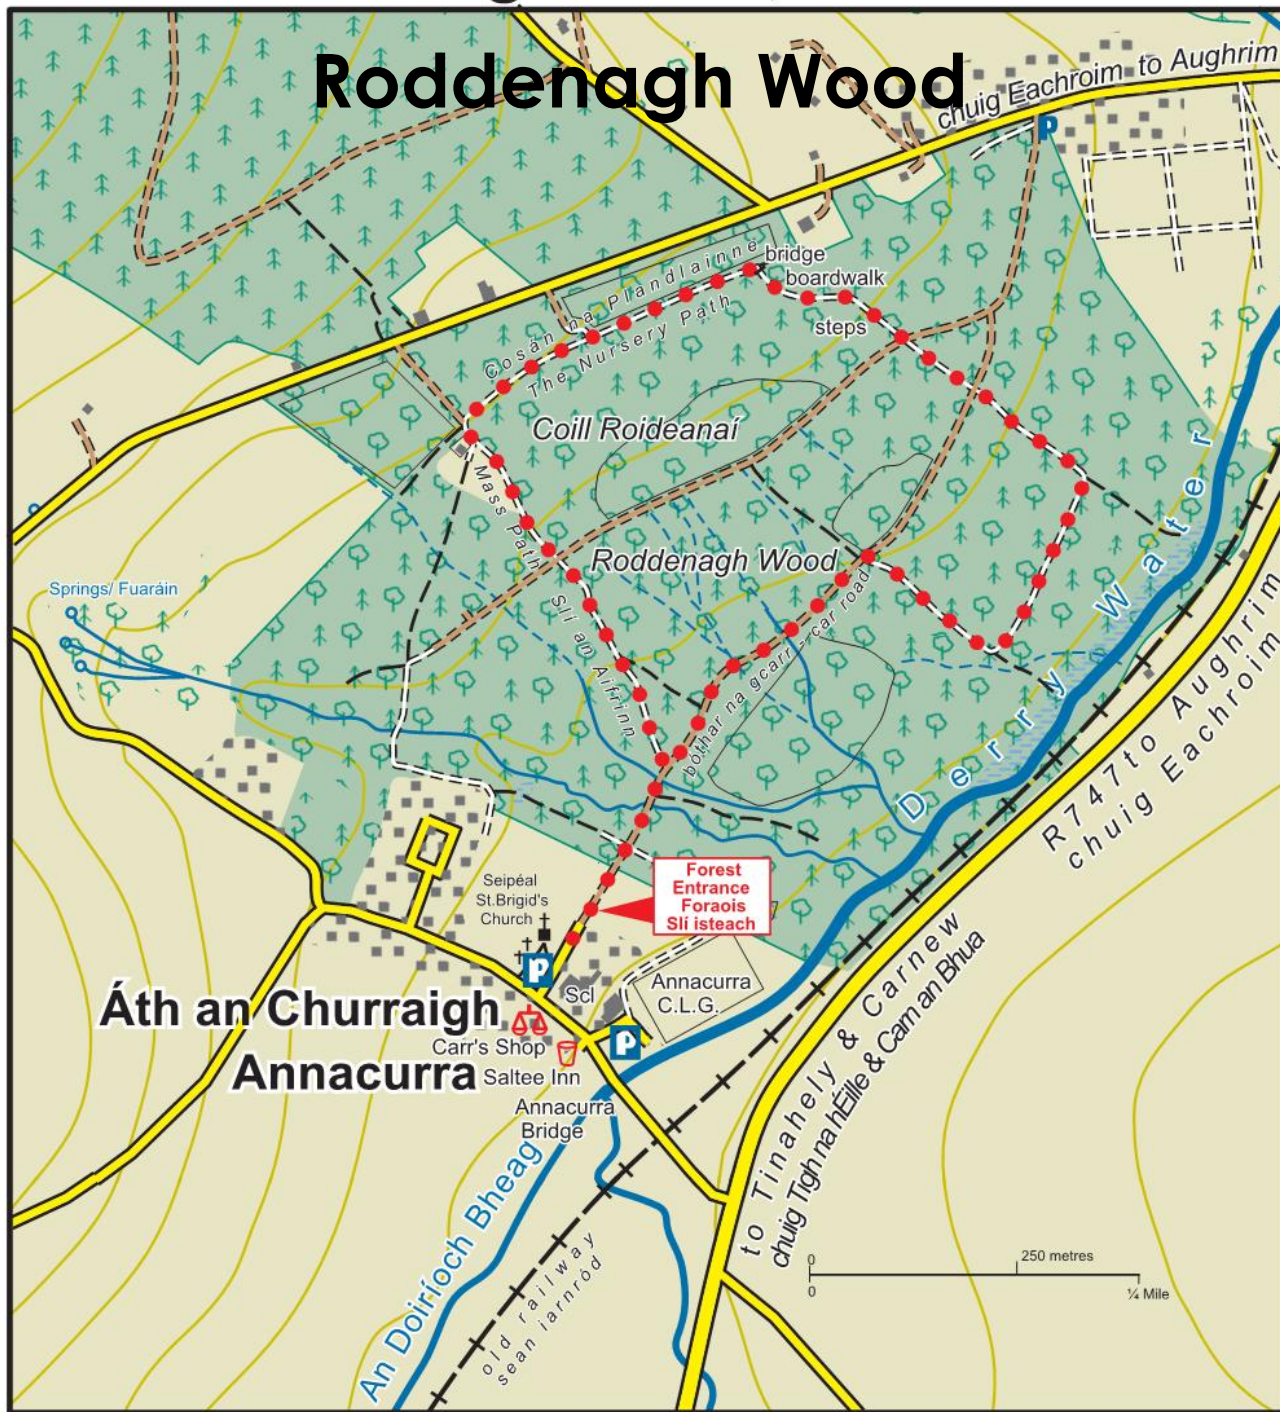 Roddenagh Wood
chuig Eachroim to Aughrim
P
Cosán na Plandlainne
The Nursery Path
bridge
boardwalk
steps
Coill Roideanaí
Mass Path
Slí an Aifrinn
Roddenagh Wood
bóthar na gcarr - car road
Springs/ Fuaráin
Derry Water
R747 to Aughrim
chuig Eachroim
Forest
Entrance
Foraois
Slí isteach
Seipéal
St.Brigid's
Church
P
Scl
Annacurra
C.L.G.
Áth an Churraigh
Annacurra
Carr's Shop
Saltee Inn
P
Annacurra
Bridge
An Doiríoch Bheag
old railway
sean iarnród
to Tinahely & Carnew
chuig Tigh na hÉille & Carn an Bhua
0
250 metres
0
¼ Mile